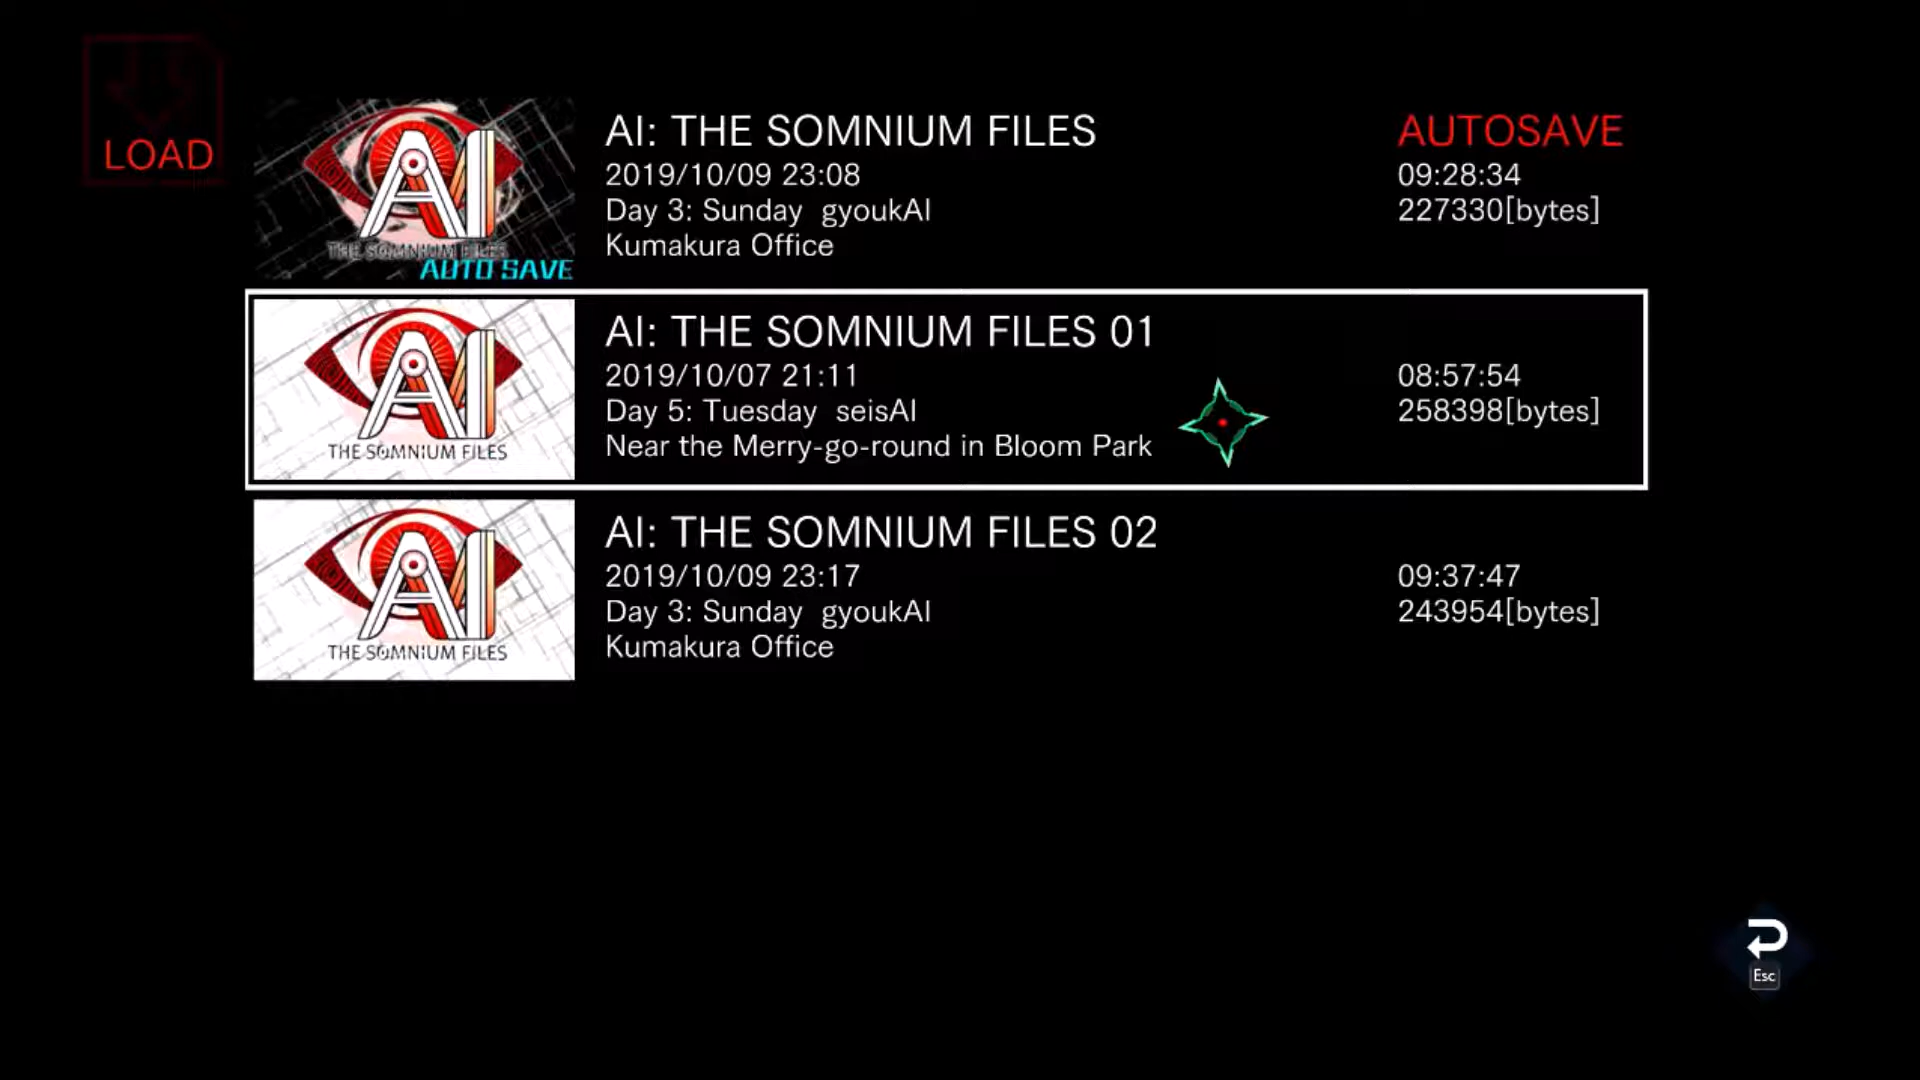 LOAD
AI
THE SOMNIUM FILES
AUTO SAVE
AI: THE SOMNIUM FILES
AUTOSAVE
2019/10/09 23:08
09:28:34
Day 3: Sunday  gyoukAI
227330[bytes]
Kumakura Office
AI
THE SOMNIUM FILES
AI: THE SOMNIUM FILES 01
2019/10/07 21:11
08:57:54
Day 5: Tuesday  seisAI
258398[bytes]
Near the Merry-go-round in Bloom Park
AI
THE SOMNIUM FILES
AI: THE SOMNIUM FILES 02
2019/10/09 23:17
09:37:47
Day 3: Sunday  gyoukAI
243954[bytes]
Kumakura Office
Esc